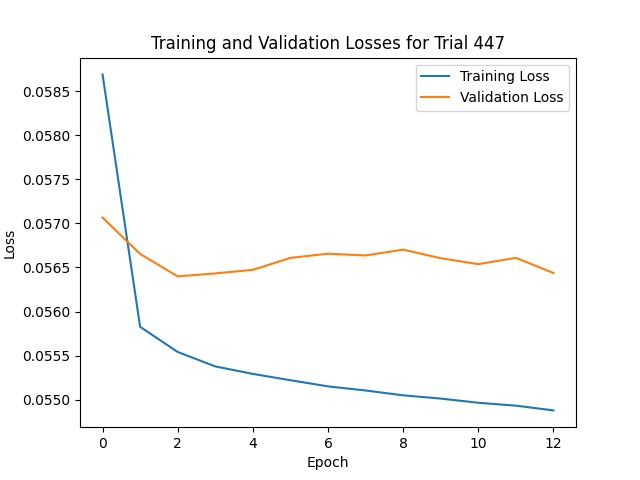 Training and Validation Losses for Trial 447
Training Loss
Validation Loss
0.0585
0.0580
0.0575
0.0570
0.0565
0.0560
0.0555
0.0550
Loss
0 2 4 6 8 10 12
Epoch